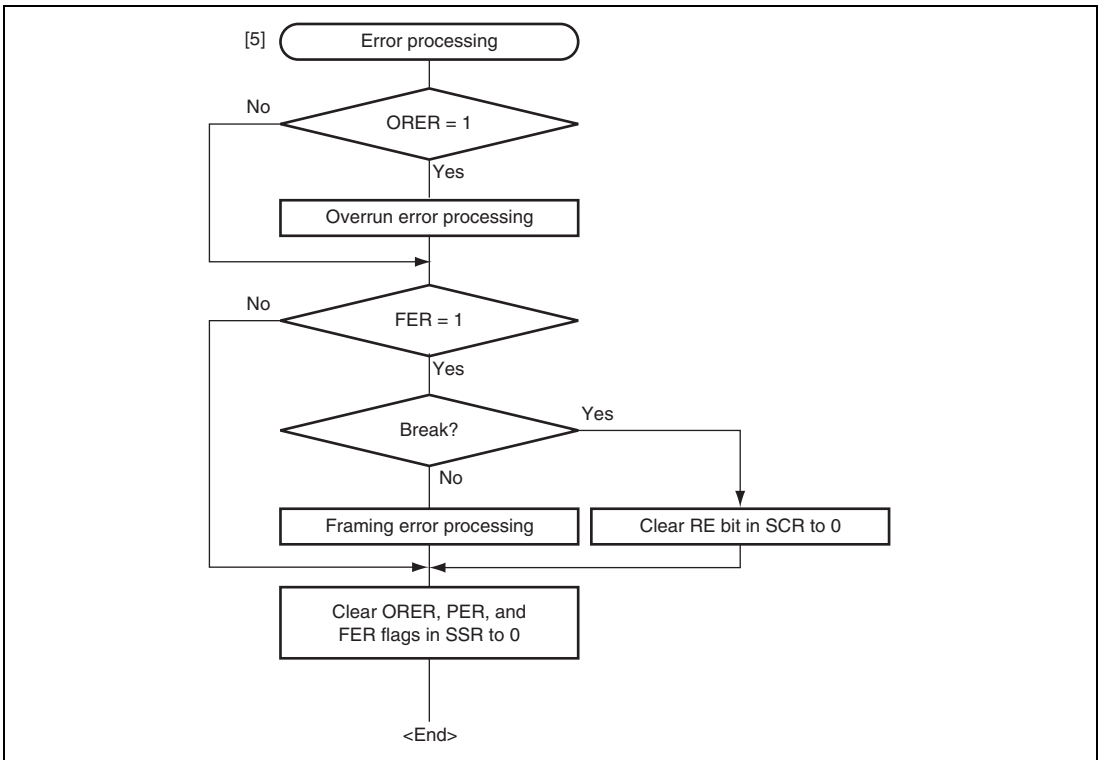 [5] Error processing
No
ORER = 1
Yes
Overrun error processing
No
FER = 1
Yes
Break?
Yes
No
Framing error processing
Clear RE bit in SCR to 0
Clear ORER, PER, and
FER flags in SSR to 0
<End>